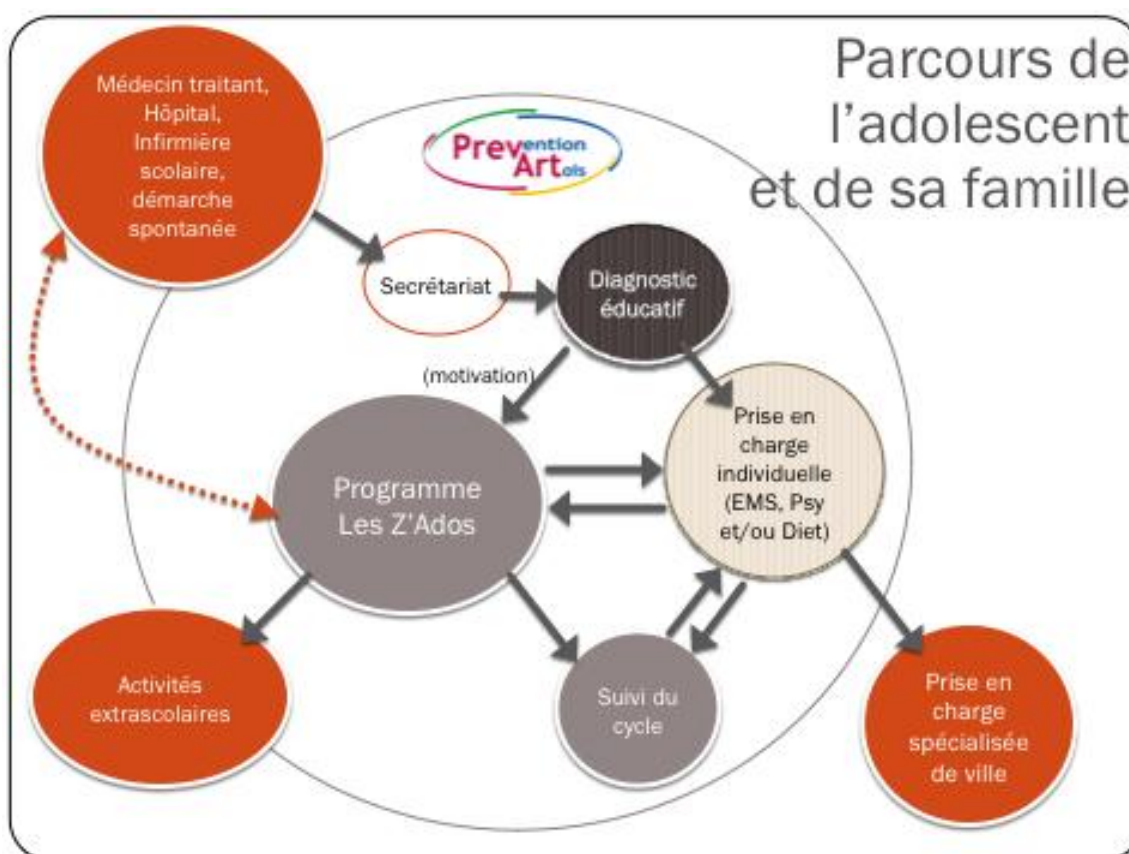 Parcours de
l'adolescent
et de sa famille
Médecin traitant,
Hôpital,
Infirmière
scolaire,
démarche
spontanée
Prevention
Artois
Secrétariat
Diagnostic
éducatif
(motivation)
Prise en
charge
individuelle
(EMS, Psy
et/ou Diet)
Programme
Les Z'Ados
Activités
extrascolaires
Suivi du
cycle
Prise en
charge
spécialisée
de ville